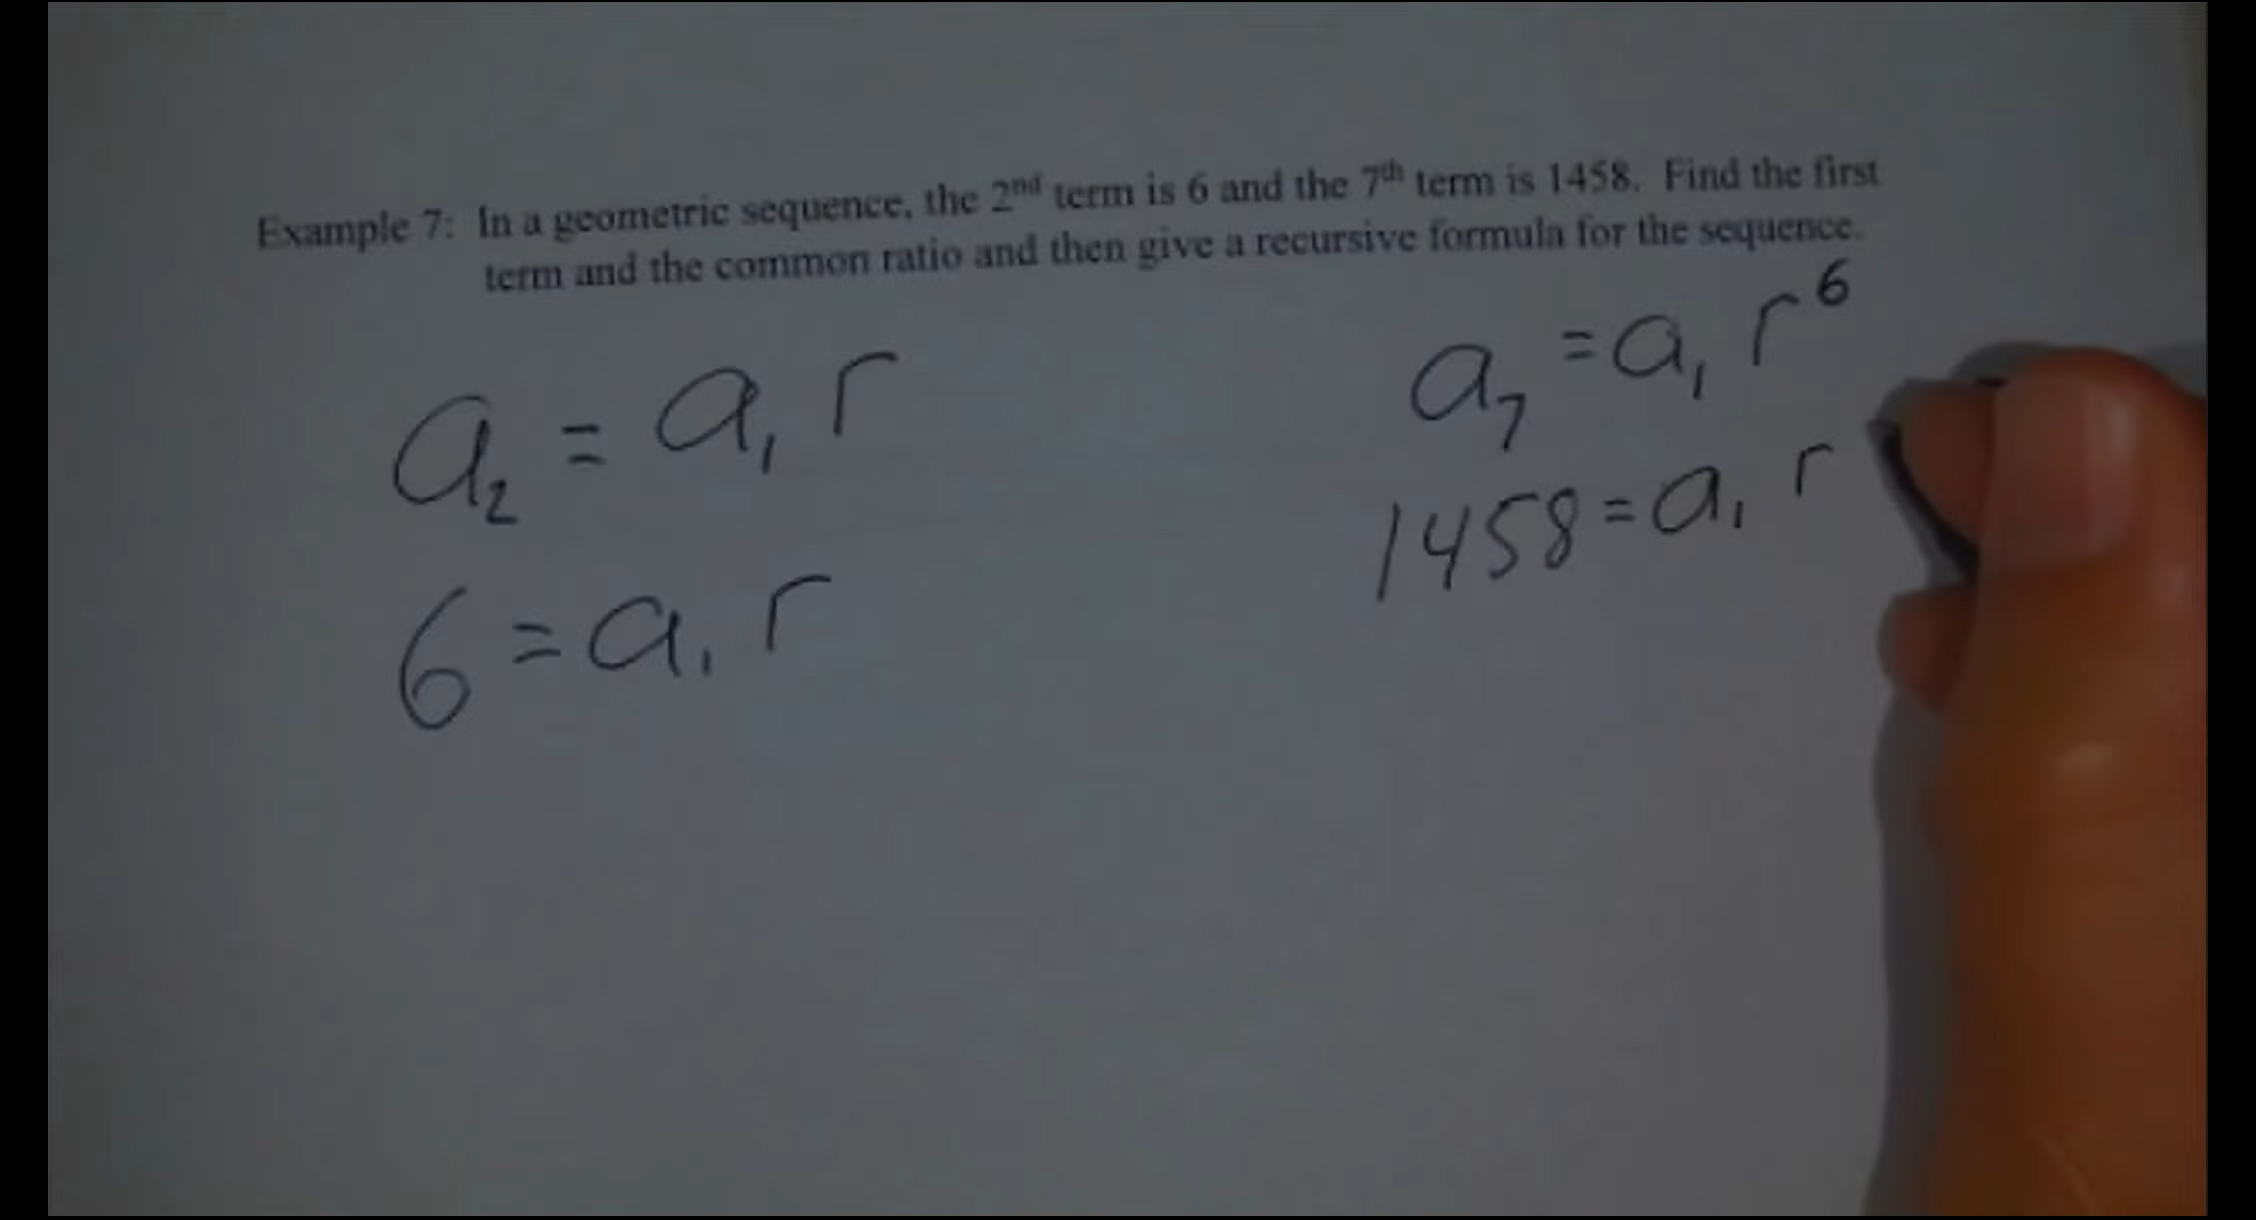 Example 7: In a geometric sequence, the 2nd term is 6 and the 7th term is 1458. Find the first
term and the common ratio and then give a recursive formula for the sequence.
a₂ = a₁ r
6 = a₁ r
a₇ = a₁ r⁶
1458 = a₁ r